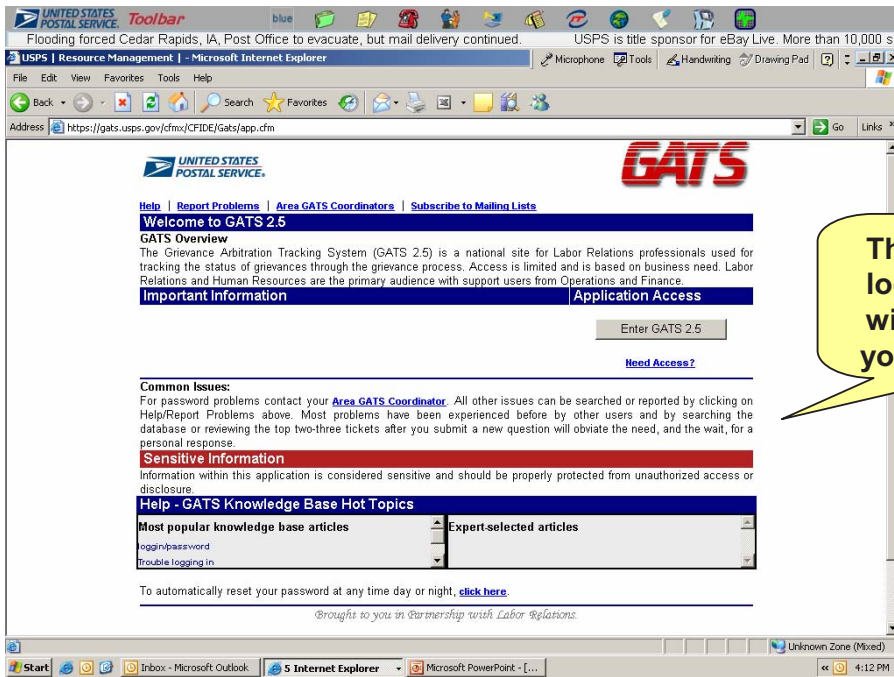 UNITED STATES
POSTAL SERVICE. Toolbar blue
Flooding forced Cedar Rapids, IA, Post Office to evacuate, but mail delivery continued. USPS is title sponsor for eBay Live. More than 10,000 s
USPS | Resource Management | - Microsoft Internet Explorer Microphone Tools Handwriting Drawing Pad
File Edit View Favorites Tools Help
Back Search Favorites
Address https://gats.usps.gov/cfmx/CFIDE/Gats/app.cfm Go Links »
UNITED STATES
POSTAL SERVICE®
GATS
Help | Report Problems | Area GATS Coordinators | Subscribe to Mailing Lists
Welcome to GATS 2.5
GATS Overview
The Grievance Arbitration Tracking System (GATS 2.5) is a national site for Labor Relations professionals used for
tracking the status of grievances through the grievance process. Access is limited and is based on business need. Labor
Relations and Human Resources are the primary audience with support users from Operations and Finance.
Important Information Application Access
Enter GATS 2.5
Need Access?
Common Issues:
For password problems contact your Area GATS Coordinator. All other issues can be searched or reported by clicking on
Help/Report Problems above. Most problems have been experienced before by other users and by searching the
database or reviewing the top two-three tickets after you submit a new question will obviate the need, and the wait, for a
personal response.
Sensitive Information
Information within this application is considered sensitive and should be properly protected from unauthorized access or
disclosure.
Help - GATS Knowledge Base Hot Topics
Most popular knowledge base articles Expert-selected articles
loggin/password
Trouble logging in
To automatically reset your password at any time day or night, click here.
Brought to you in Partnership with Labor Relations.
Unknown Zone (Mixed)
Start Inbox - Microsoft Outlook 5 Internet Explorer Microsoft PowerPoint - [... « 4:12 PM